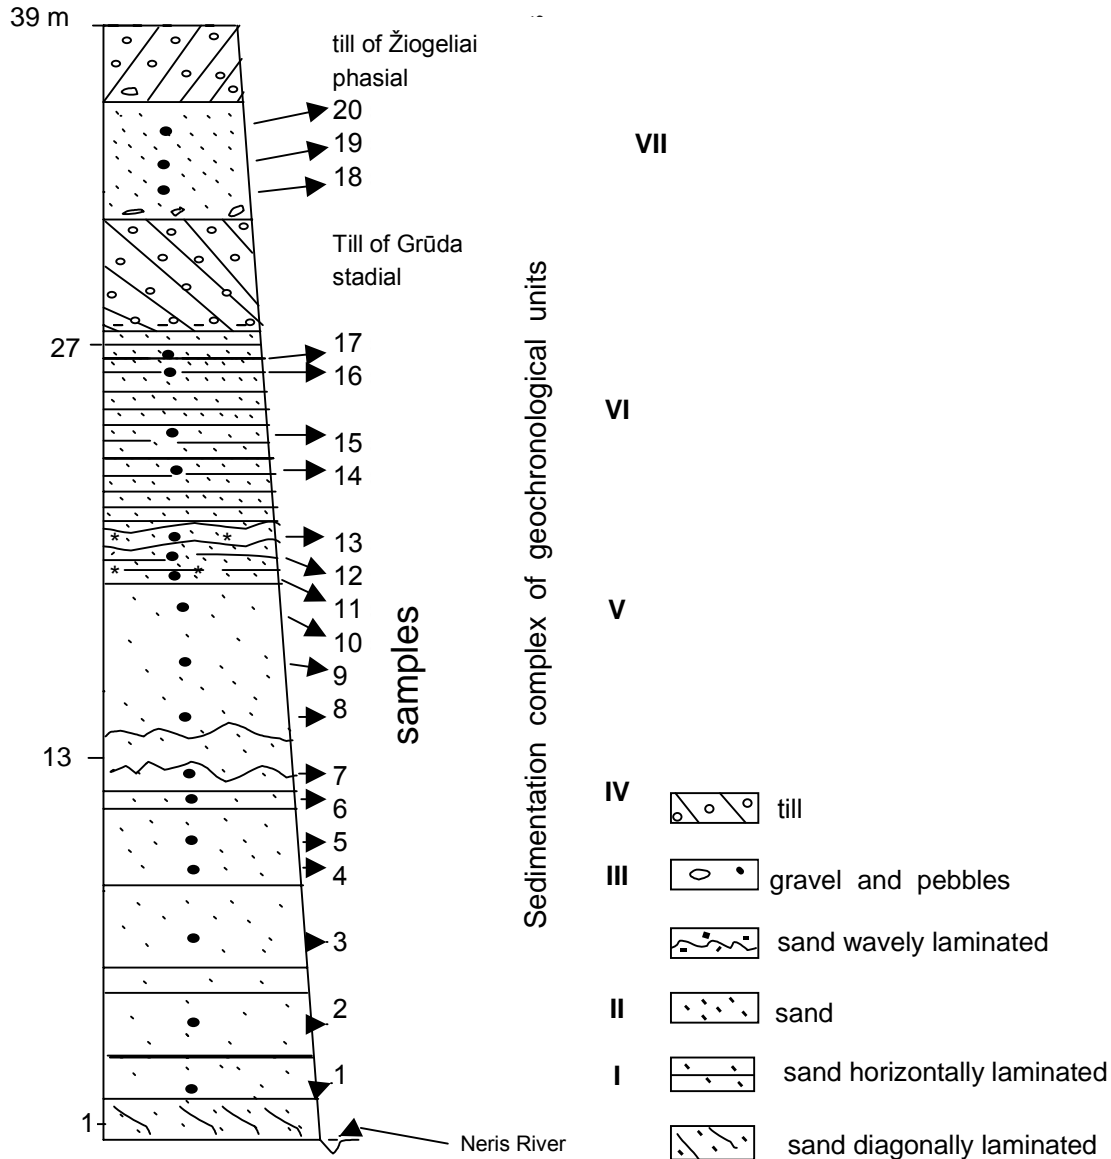 39 m
till of Žiogeliai
phasial
20
19
18
VII
Till of Grūda
stadial
27
17
16
VI
15
14
13
12
11
10
V
9
8
samples
Sedimentation complex of geochronological units
13
7
6
IV
till
5
4
III
gravel and pebbles
3
sand wavely laminated
2
II
sand
1
I
sand horizontally laminated
1
Neris River
sand diagonally laminated